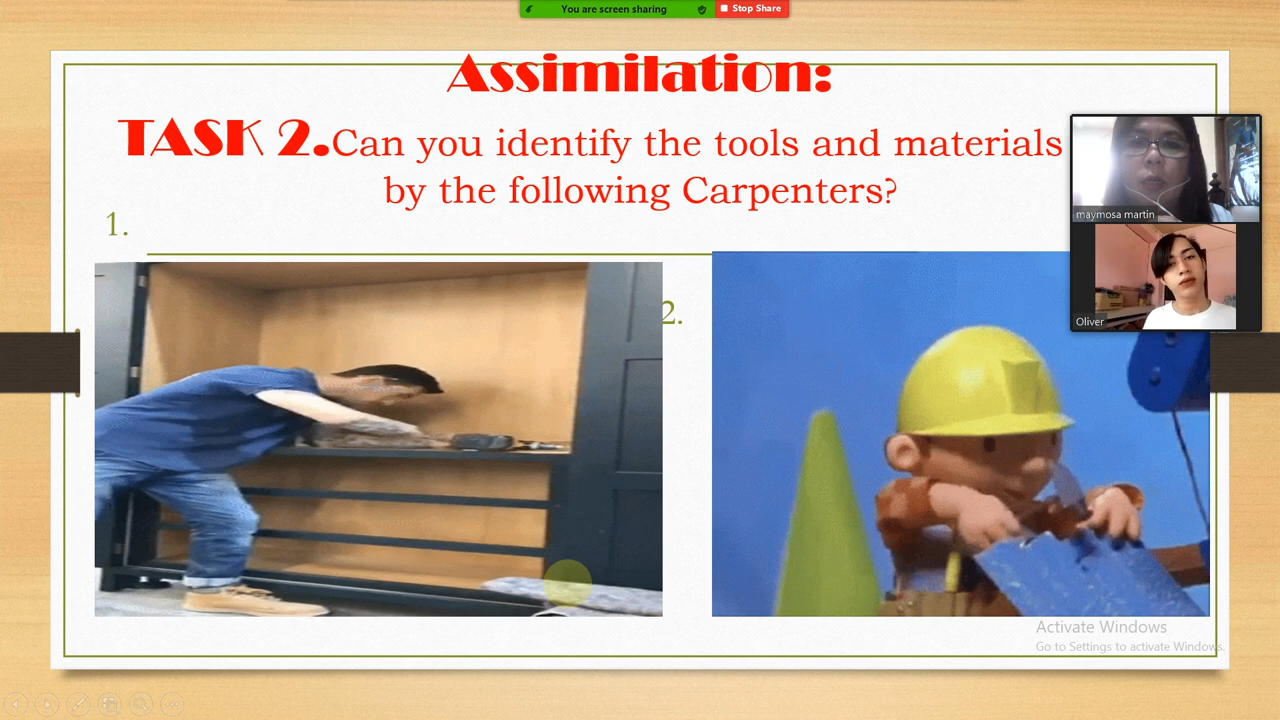 You are screen sharing
Stop Share
Assimilation:
TASK 2.Can you identify the tools and materials
by the following Carpenters?
1.
2.
maymosa martin
Oliver
Activate Windows
Go to Settings to activate Windows.